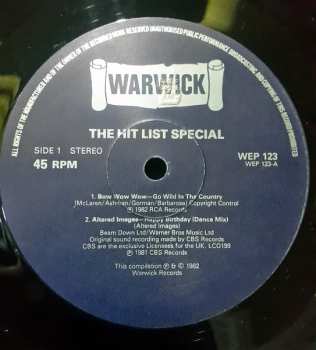 ALL RIGHTS OF THE MANUFACTURER AND OF THE OWNER OF THE RECORDED WORK RESERVED UNAUTHORISED PUBLIC PERFORMANCE BROADCASTING AND COPYING OF THIS RECORD PROHIBITED
WARWICK
THE HIT LIST SPECIAL
SIDE 1 STEREO
45 RPM
WEP 123
WEP 123-A
1. Bow Wow Wow—Go Wild In The Country
(McLaren/Ashman/Gorman/Barbarosa) Copyright Control
℗ 1982 RCA Records
2. Altered Images—Happy Birthday (Dance Mix)
(Altered Images)
Beam Down Ltd/Warner Bros Music Ltd
Original sound recording made by CBS Records
CBS are the exclusive Licensees for the UK. LC0199
℗ 1981 CBS Records
This compilation ℗ & © 1982
Warwick Records